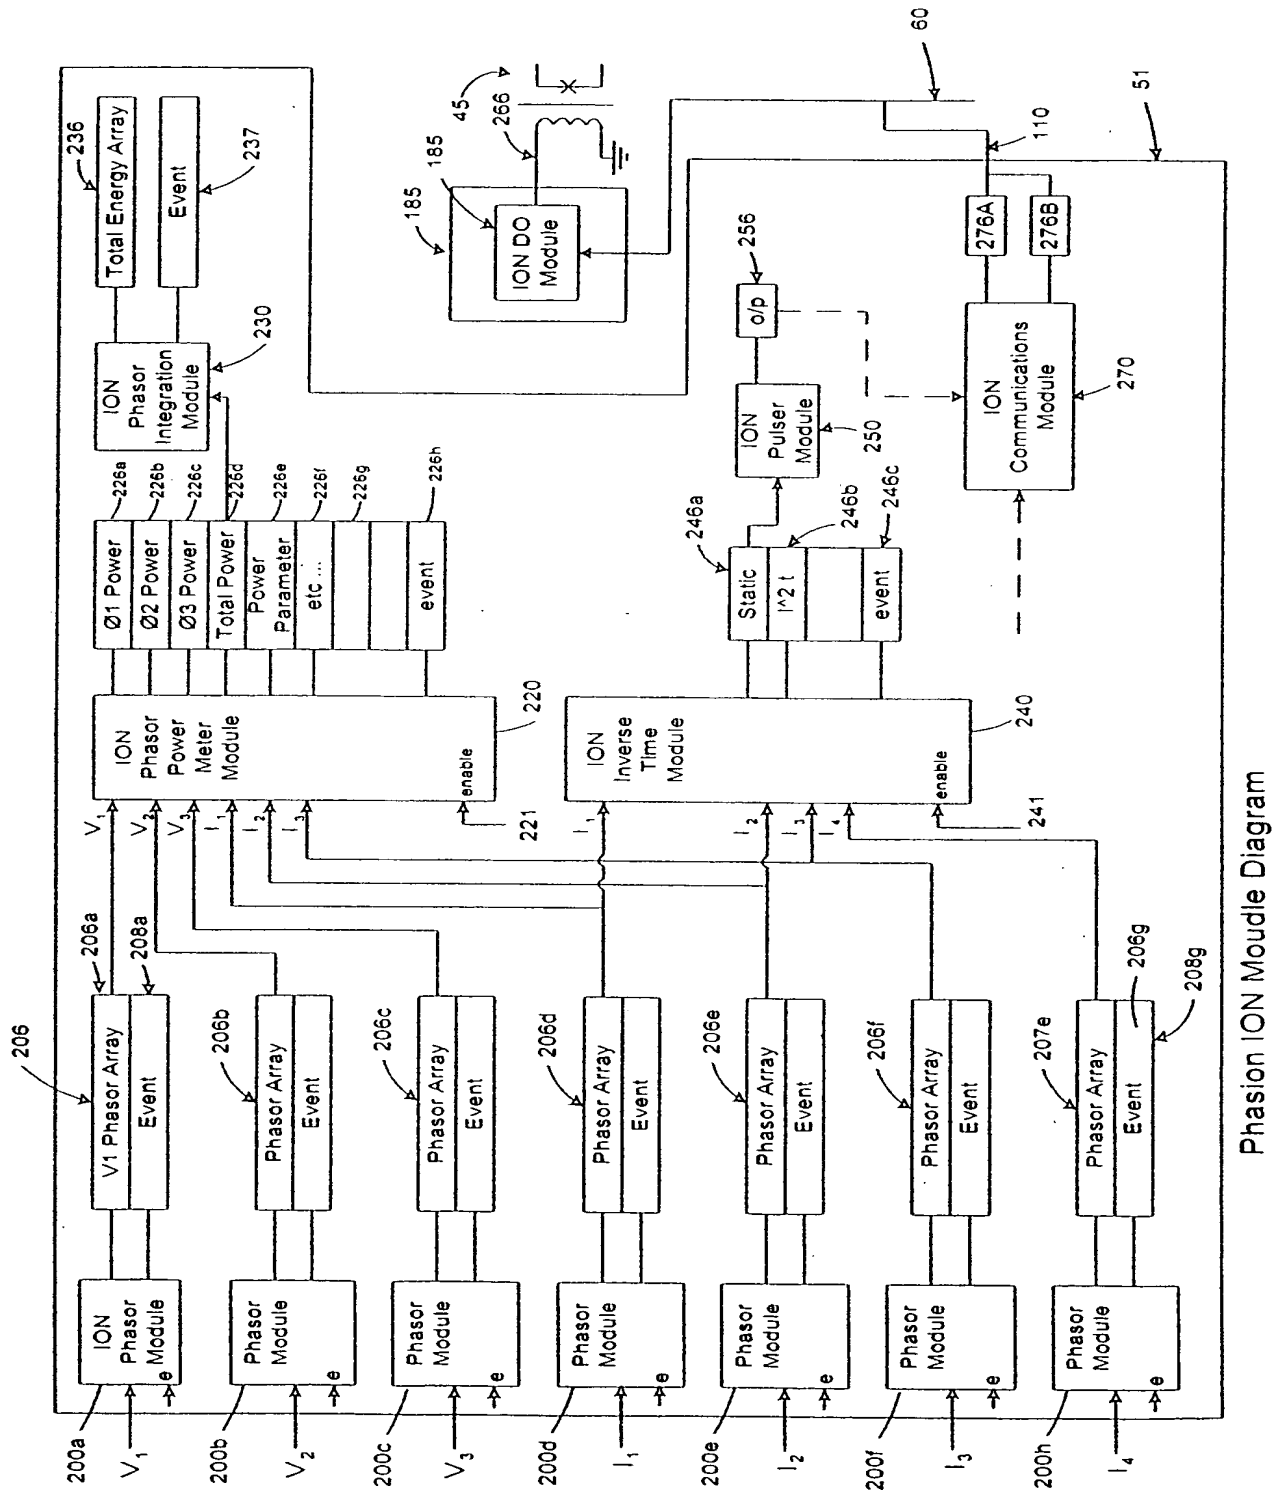 V1
200a
ION
Phasor
Module
e
206
V1 Phasor Array
Event
206a
208a
V2
200b
Phasor
Module
e
206b
Phasor Array
Event
V3
200c
Phasor
Module
e
206c
Phasor Array
Event
I1
200d
Phasor
Module
e
206d
Phasor Array
Event
I2
200e
Phasor
Module
e
206e
Phasor Array
Event
I3
200f
Phasor
Module
e
206f
Phasor Array
Event
I4
200h
Phasor
Module
e
207e
Phasor Array
Event
206g
208g
V1
V2
V3
I1
I2
I3
221
enable
ION
Phasor
Power
Meter
Module
220
Ø1 Power
Ø2 Power
Ø3 Power
Total Power
Power
Parameter
etc ...
event
226a
226b
226c
226d
226e
226f
226g
226h
ION
Phasor
Integration
Module
230
Total Energy Array
236
Event
237
I1
I2
I3
I4
241
enable
ION
Inverse
Time
Module
240
Static
I^2 t
event
246a
246b
246c
ION
Pulser
Module
250
o/p
256
ION
Communications
Module
270
276A
276B
110
51
60
185
185
ION DO
Module
266
45
Phasion ION Moudle Diagram